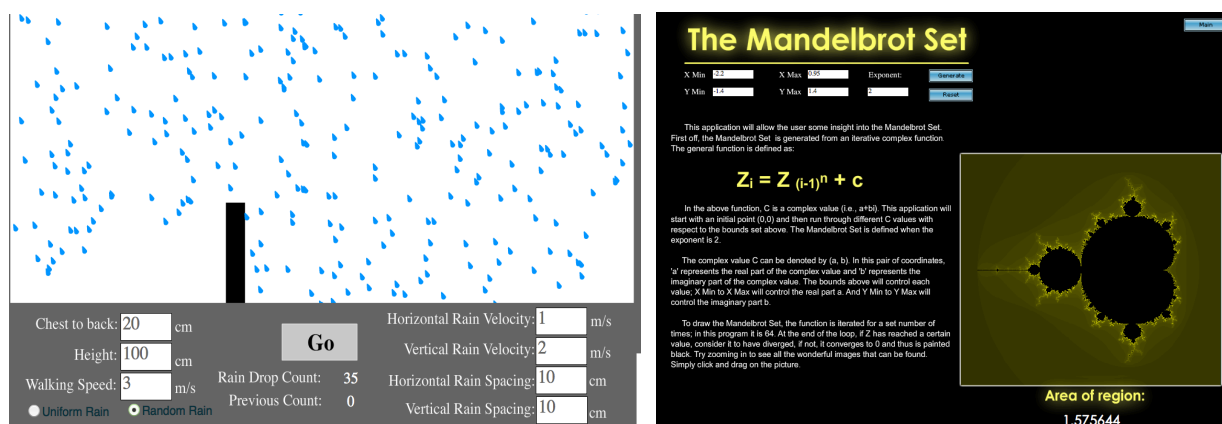 Chest to back: 20 cm
Height: 100 cm
Walking Speed: 3 m/s
Uniform Rain Random Rain
Go
Rain Drop Count: 35
Previous Count: 0
Horizontal Rain Velocity: 1 m/s
Vertical Rain Velocity: 2 m/s
Horizontal Rain Spacing: 10 cm
Vertical Rain Spacing: 10 cm
Main
The Mandelbrot Set
X Min -2.2 X Max 0.95 Exponent: Generate
Y Min -1.4 Y Max 1.4 2 Reset
This application will allow the user some insight into the Mandelbrot Set.
First off, the Mandelbrot Set is generated from an iterative complex function.
The general function is defined as:
Zi = Z (i-1)n + c
In the above function, C is a complex value (i.e., a+bi). This application will
start with an initial point (0,0) and then run through different C values with
respect to the bounds set above. The Mandelbrot Set is defined when the
exponent is 2.
The complex value C can be denoted by (a, b). In this pair of coordinates,
'a' represents the real part of the complex value and 'b' represents the
imaginary part of the complex value. The bounds above will control each
value; X Min to X Max will control the real part a. And Y Min to Y Max will
control the imaginary part b.
To draw the Mandelbrot Set, the function is iterated for a set number of
times; in this program it is 64. At the end of the loop, if Z has reached a certain
value, consider it to have diverged, if not, it converges to 0 and thus is painted
black. Try zooming in to see all the wonderful images that can be found.
Simply click and drag on the picture.
Area of region:
1.575644